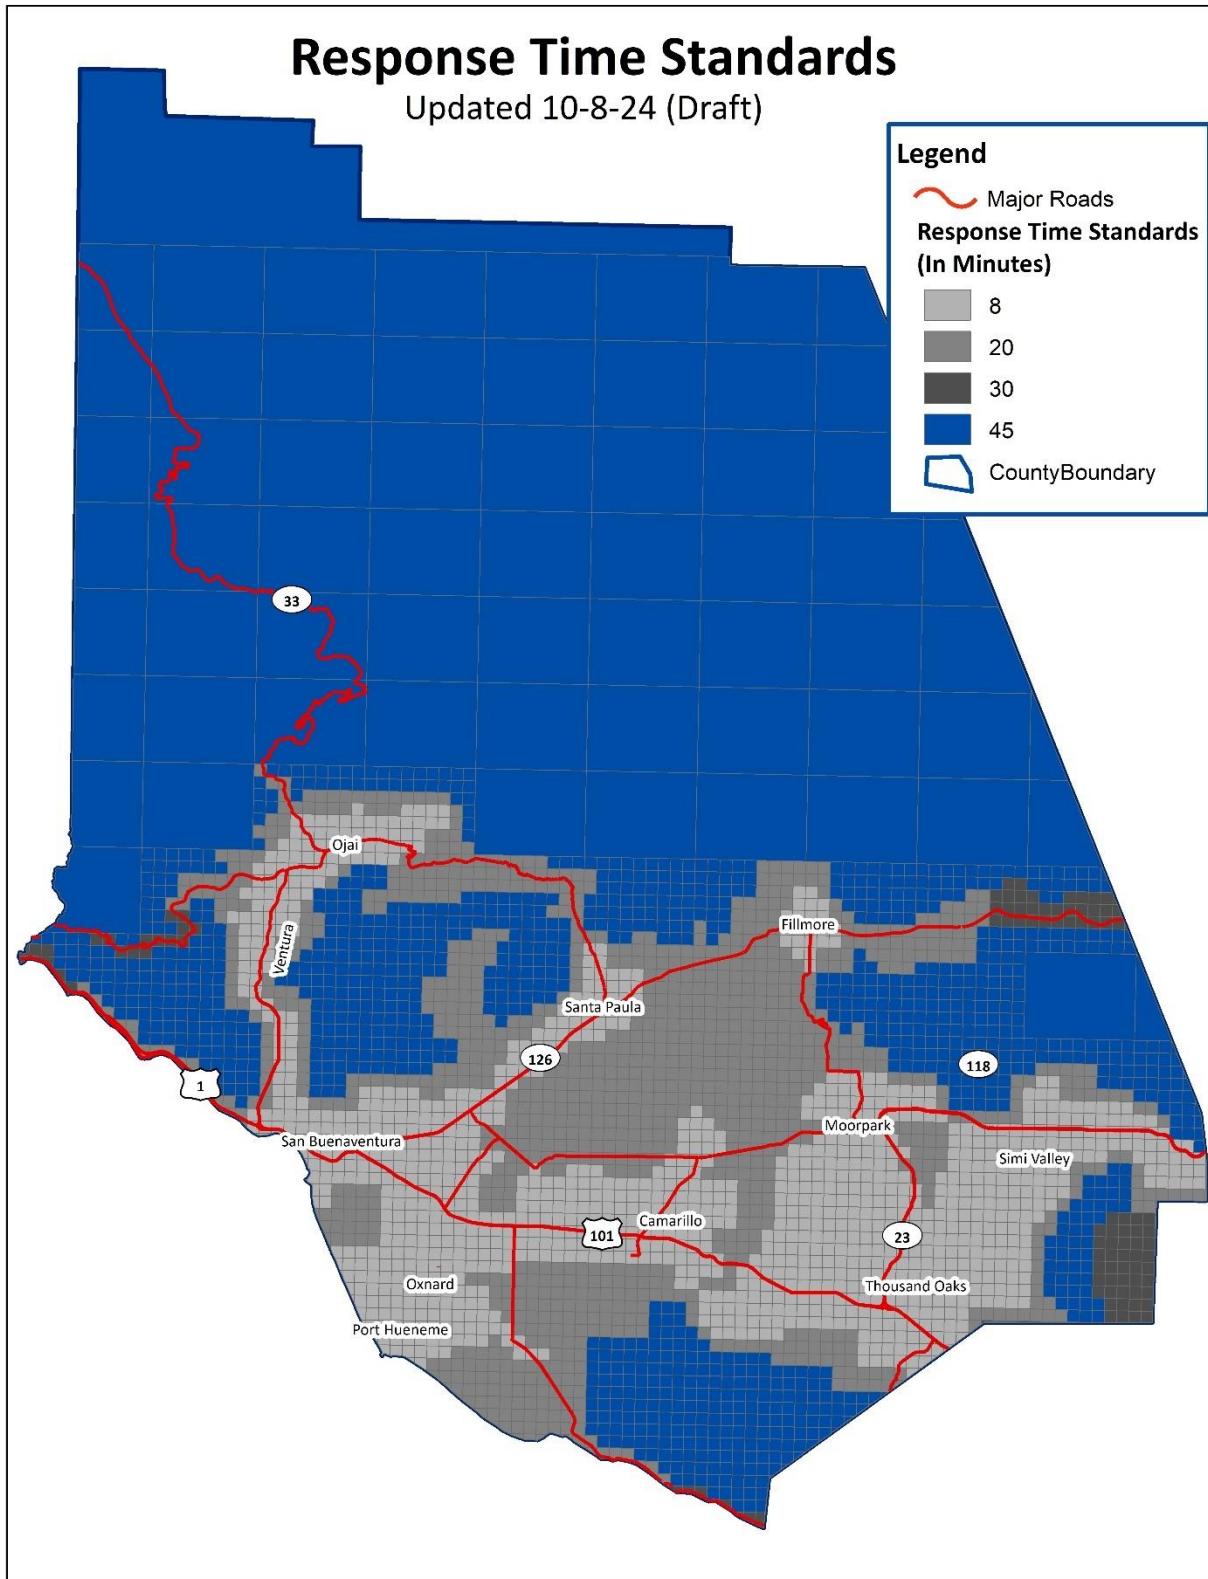 Response Time Standards
Updated 10-8-24 (Draft)
Legend
Major Roads
Response Time Standards
(In Minutes)
8
20
30
45
CountyBoundary
33
Ojai
Ventura
Fillmore
Santa Paula
126
118
1
San Buenaventura
Moorpark
Simi Valley
Camarillo
101
23
Oxnard
Thousand Oaks
Port Hueneme